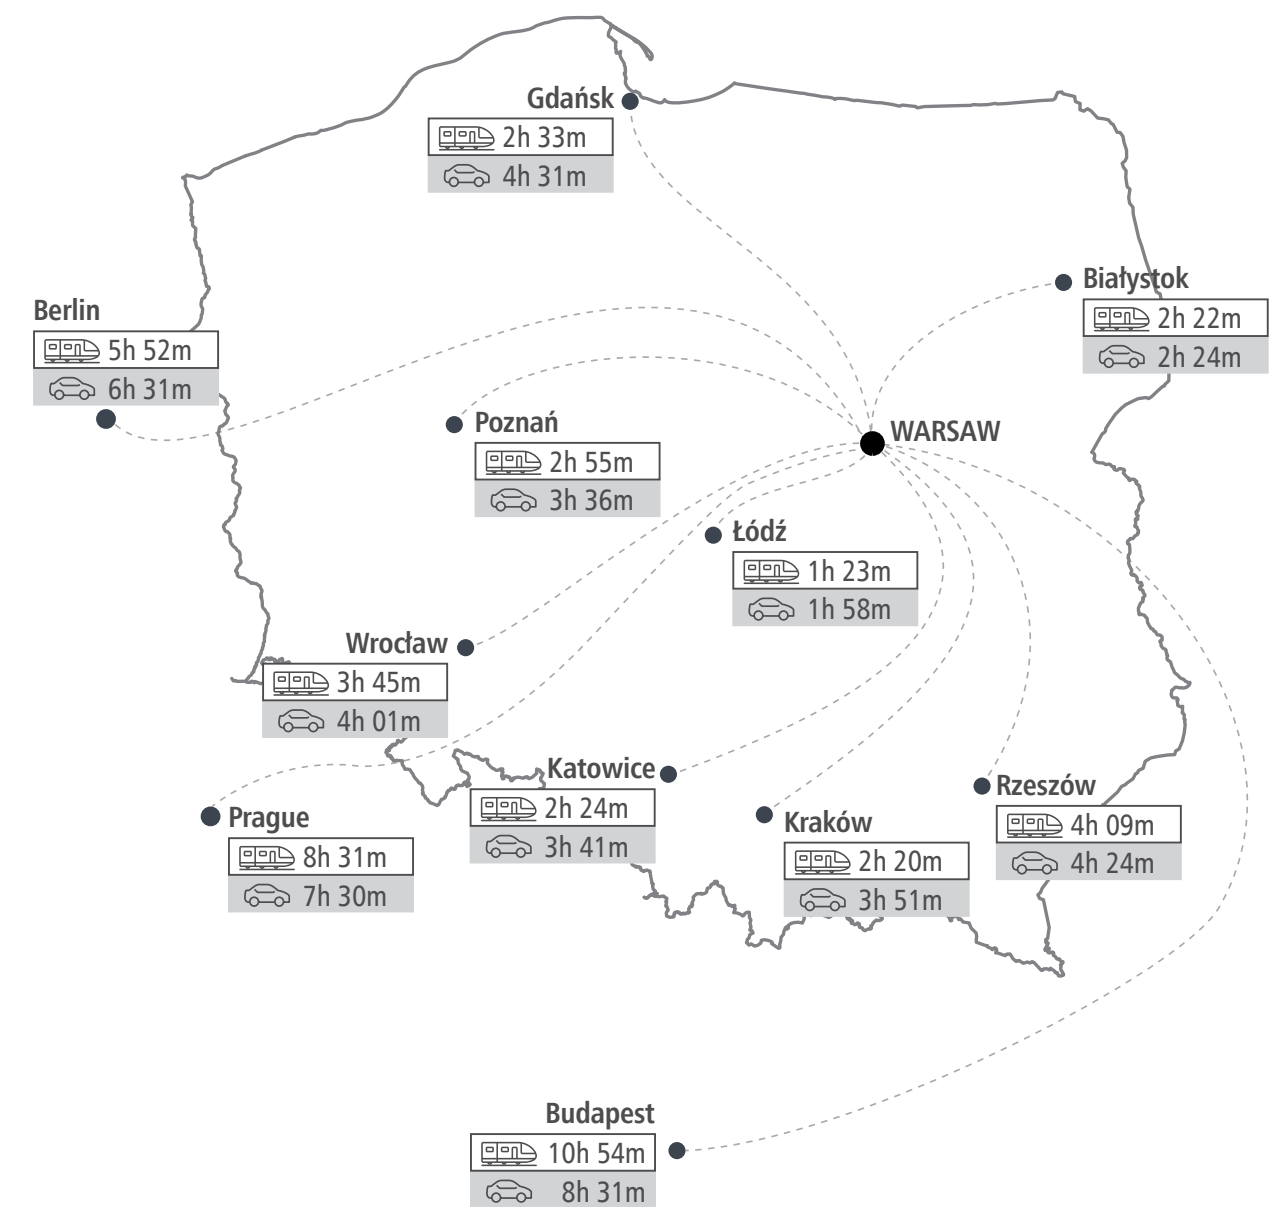 Gdańsk
2h 33m
4h 31m
Białystok
2h 22m
2h 24m
Berlin
5h 52m
6h 31m
Poznań
2h 55m
3h 36m
WARSAW
Łódź
1h 23m
1h 58m
Wrocław
3h 45m
4h 01m
Katowice
2h 24m
3h 41m
Rzeszów
4h 09m
4h 24m
Prague
8h 31m
7h 30m
Kraków
2h 20m
3h 51m
Budapest
10h 54m
8h 31m